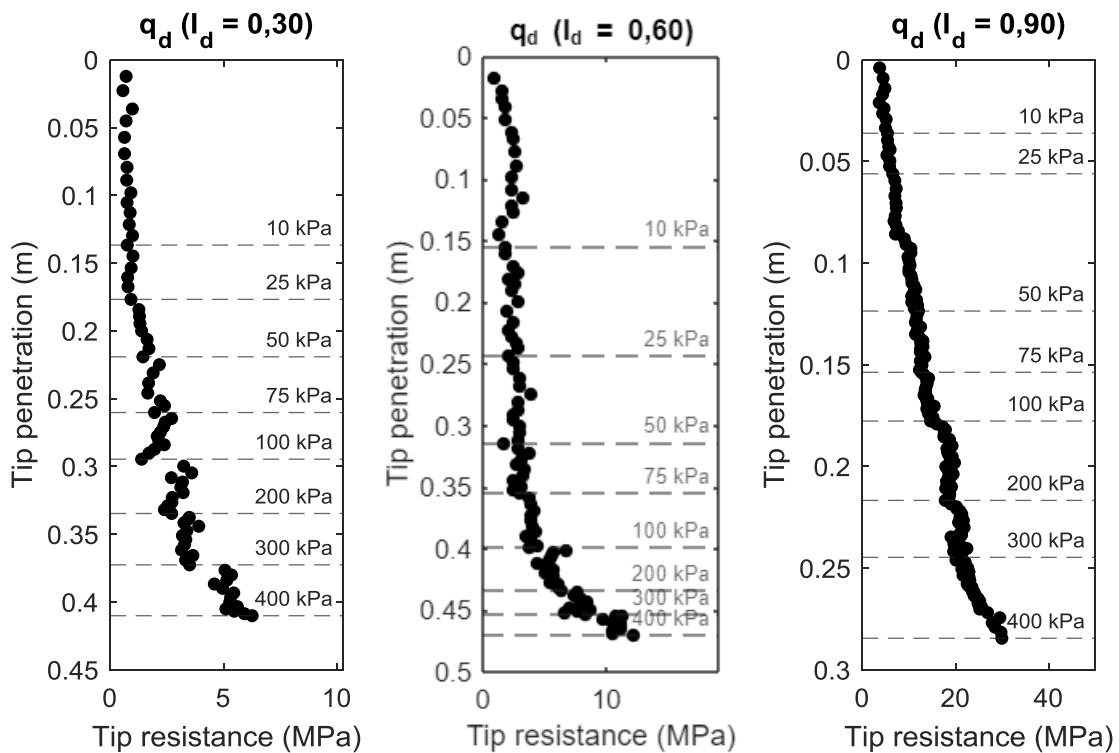 q_d (I_d = 0,30)
0
0.05
0.1
0.15
0.2
0.25
0.3
0.35
0.4
0.45
Tip penetration (m)
10 kPa
25 kPa
50 kPa
75 kPa
100 kPa
200 kPa
300 kPa
400 kPa
0
5
10
Tip resistance (MPa)
q_d (I_d = 0,60)
0
0.05
0.1
0.15
0.2
0.25
0.3
0.35
0.4
0.45
0.5
Tip penetration (m)
10 kPa
25 kPa
50 kPa
75 kPa
100 kPa
200 kPa
300 kPa
400 kPa
0
10
Tip resistance (MPa)
q_d (I_d = 0,90)
0
0.05
0.1
0.15
0.2
0.25
0.3
Tip penetration (m)
10 kPa
25 kPa
50 kPa
75 kPa
100 kPa
200 kPa
300 kPa
400 kPa
0
20
40
Tip resistance (MPa)